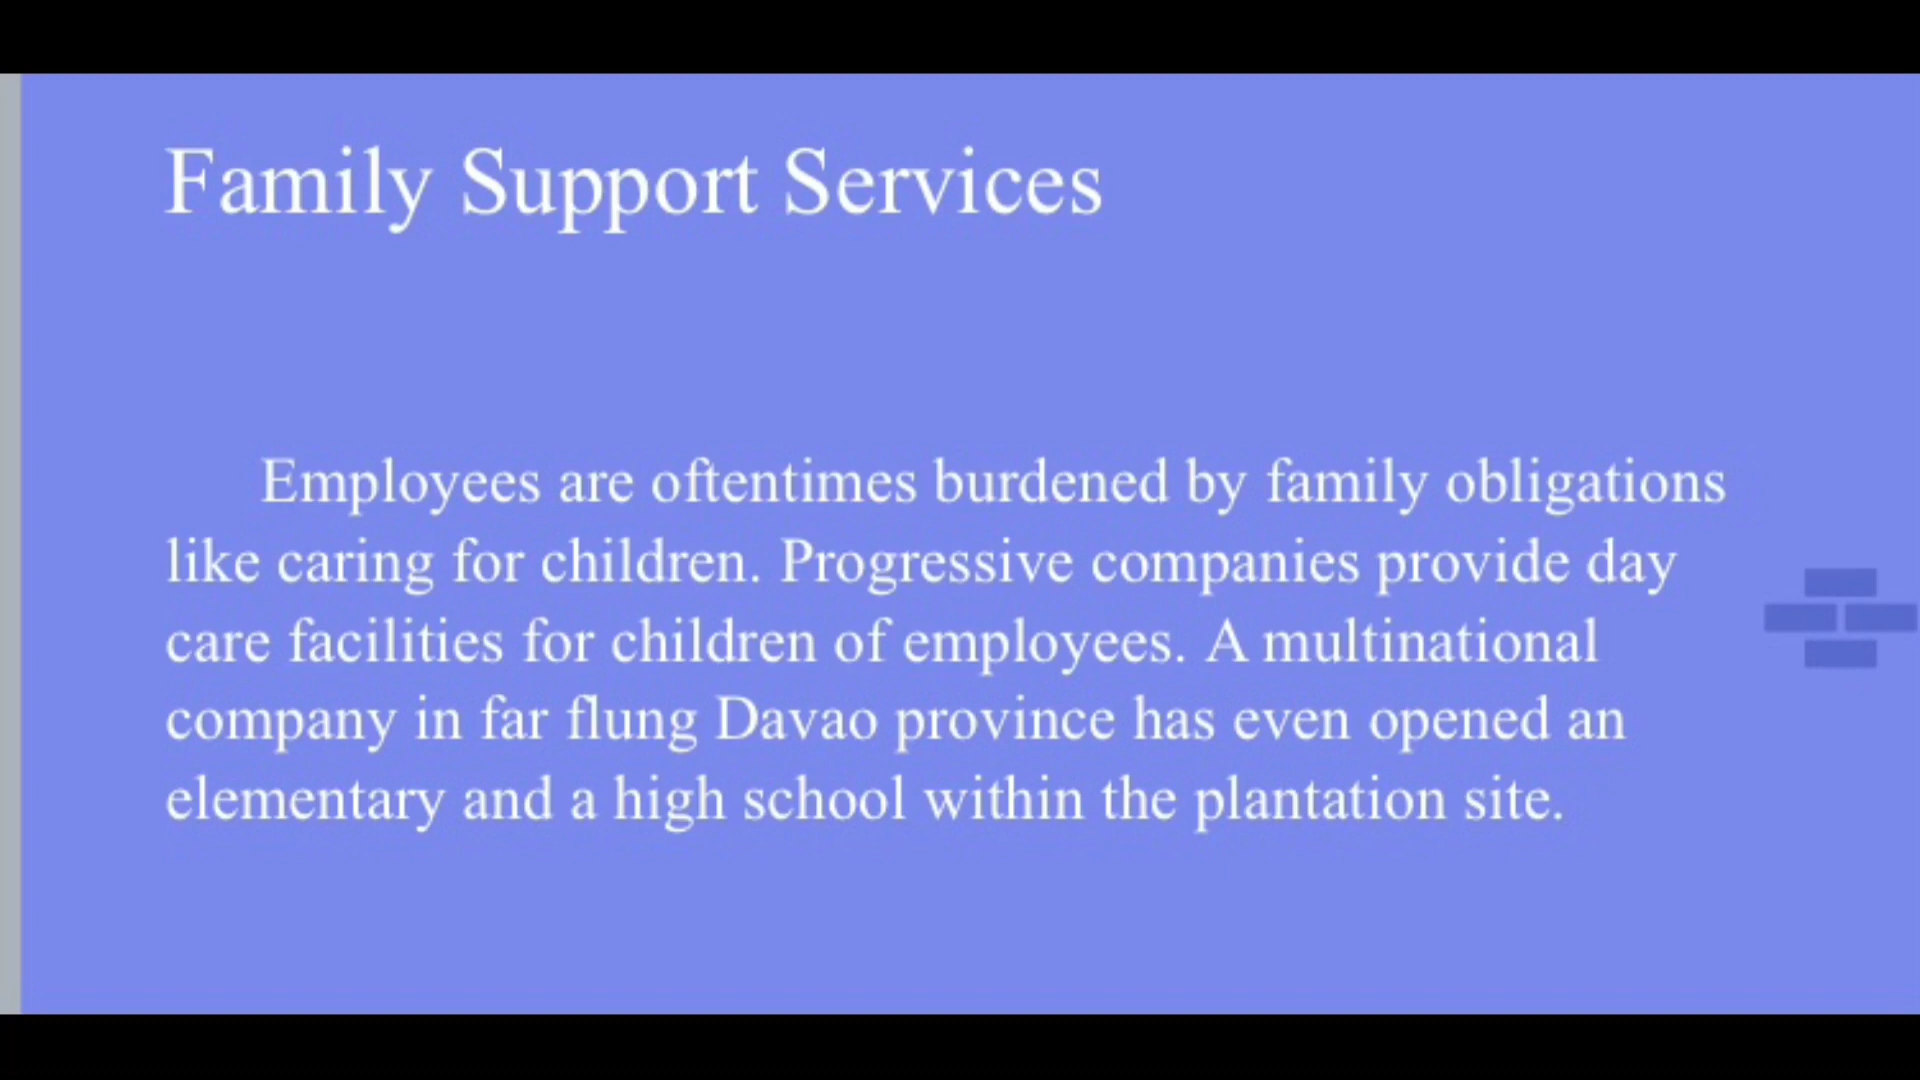 Family Support Services
Employees are oftentimes burdened by family obligations
like caring for children. Progressive companies provide day
care facilities for children of employees. A multinational
company in far flung Davao province has even opened an
elementary and a high school within the plantation site.